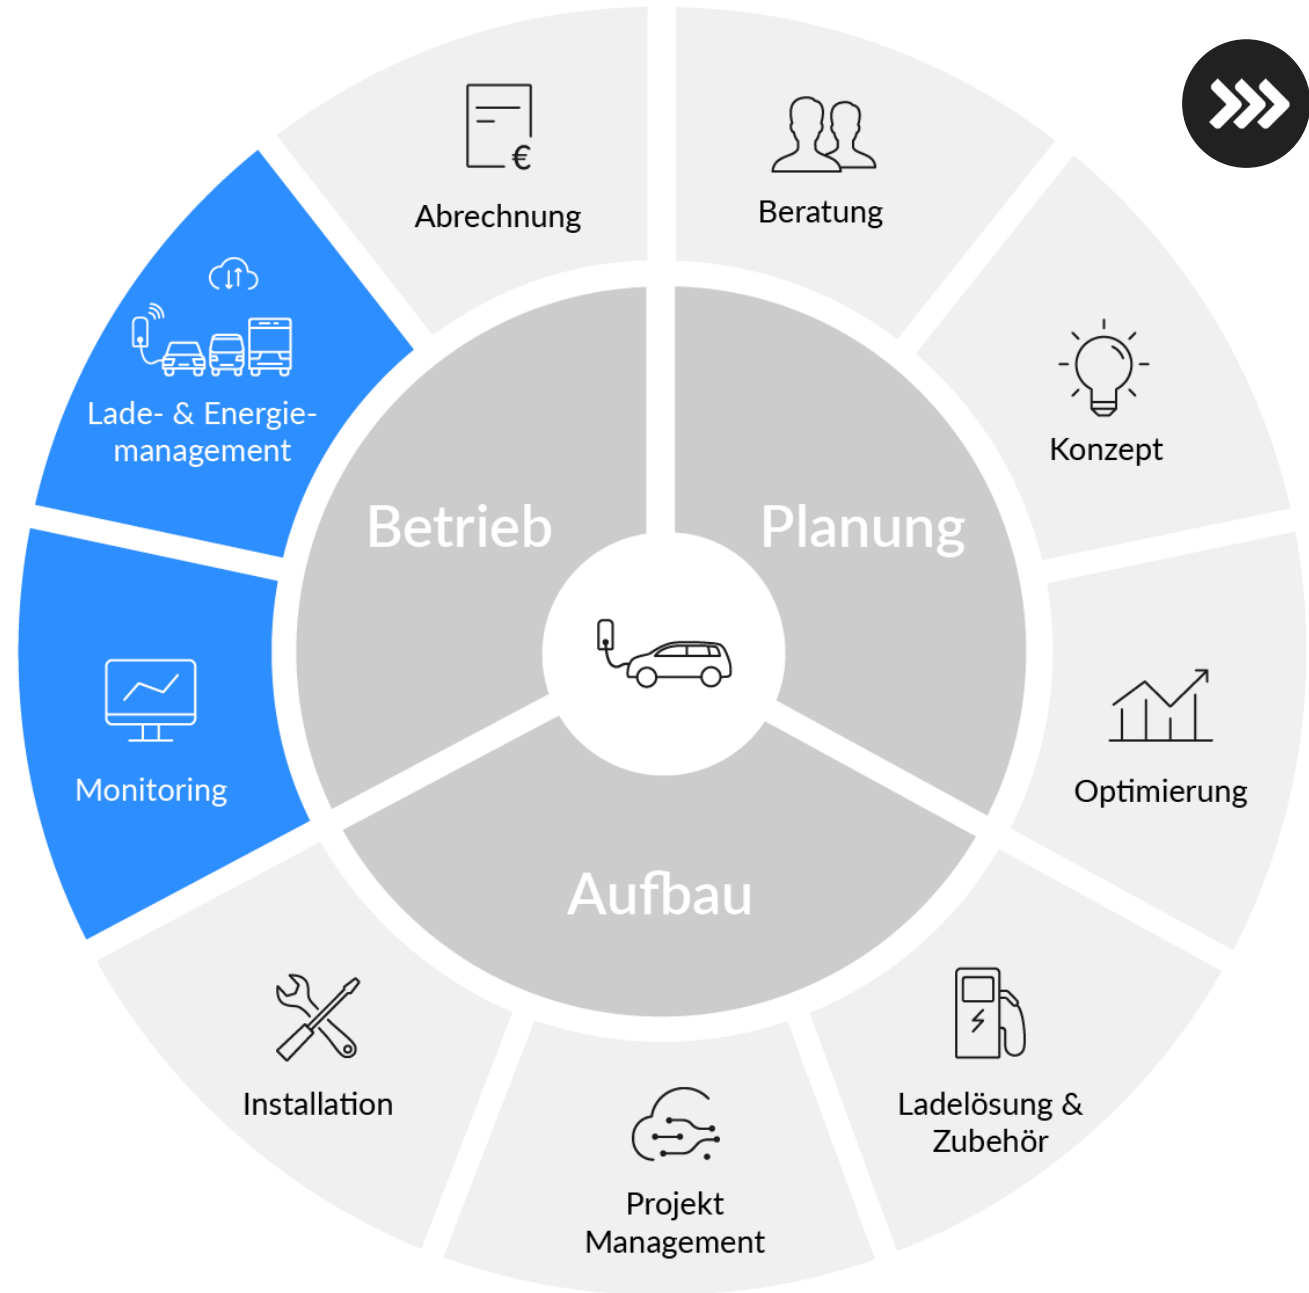 Abrechnung
Beratung
Konzept
Optimierung
Ladelösung &
Zubehör
Projekt
Management
Installation
Monitoring
Lade- & Energie-
management
Betrieb
Planung
Aufbau
€